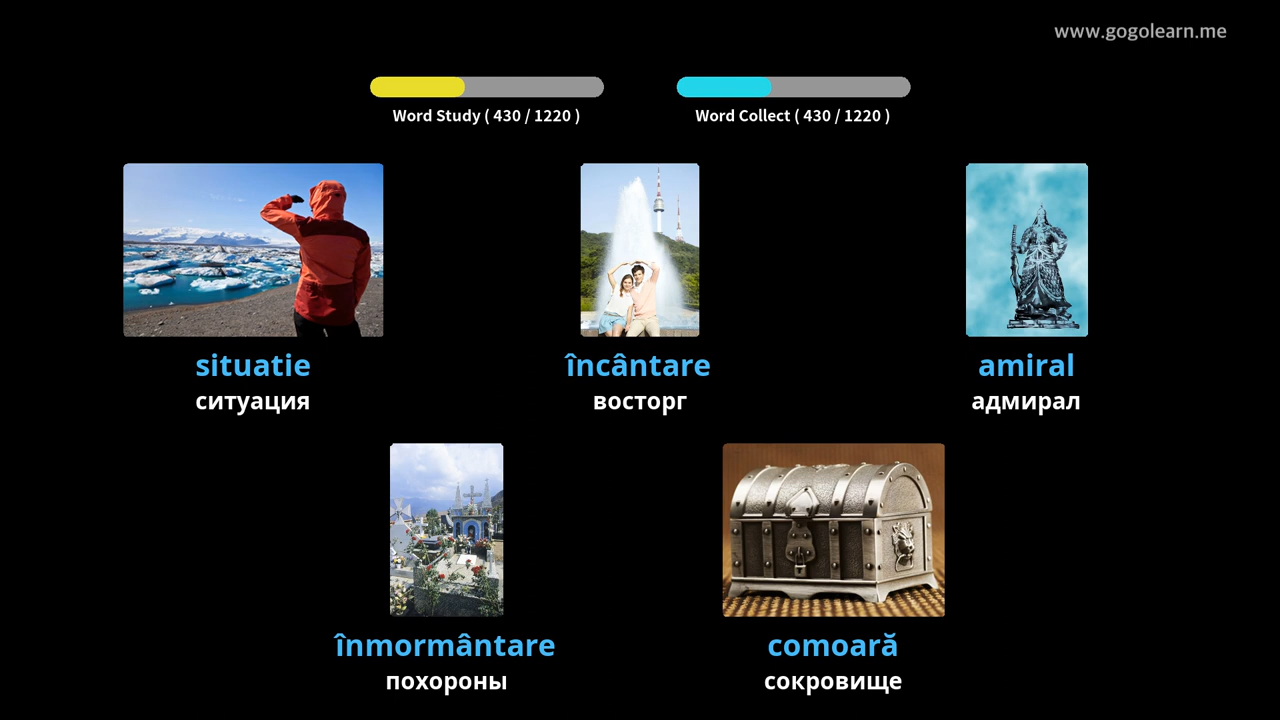 www.gogolearn.me
Word Study ( 430 / 1220 )
Word Collect ( 430 / 1220 )
situatie
ситуация
încântare
восторг
amiral
адмирал
înmormântare
похороны
comoară
сокровище